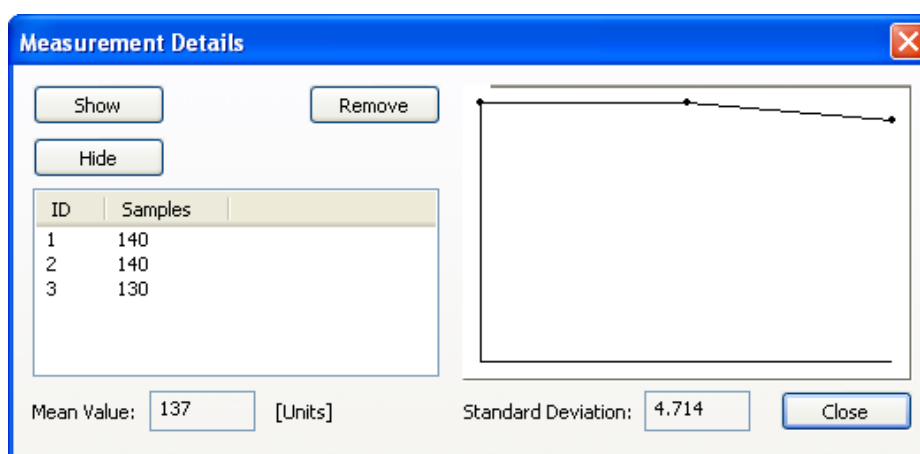 Measurement Details
Show Remove
Hide
ID Samples
1 140
2 140
3 130
Mean Value: 137 [Units] Standard Deviation: 4.714 Close